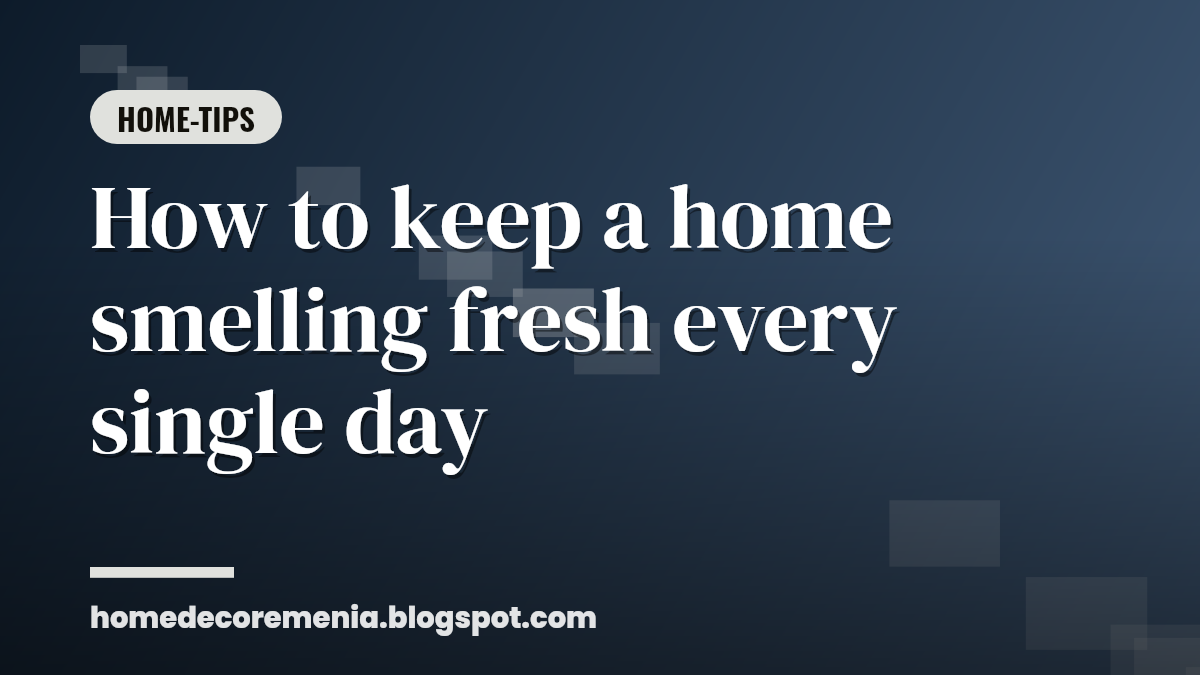 HOME-TIPS
How to keep a home
smelling fresh every
single day
homedecoremenia.blogspot.com